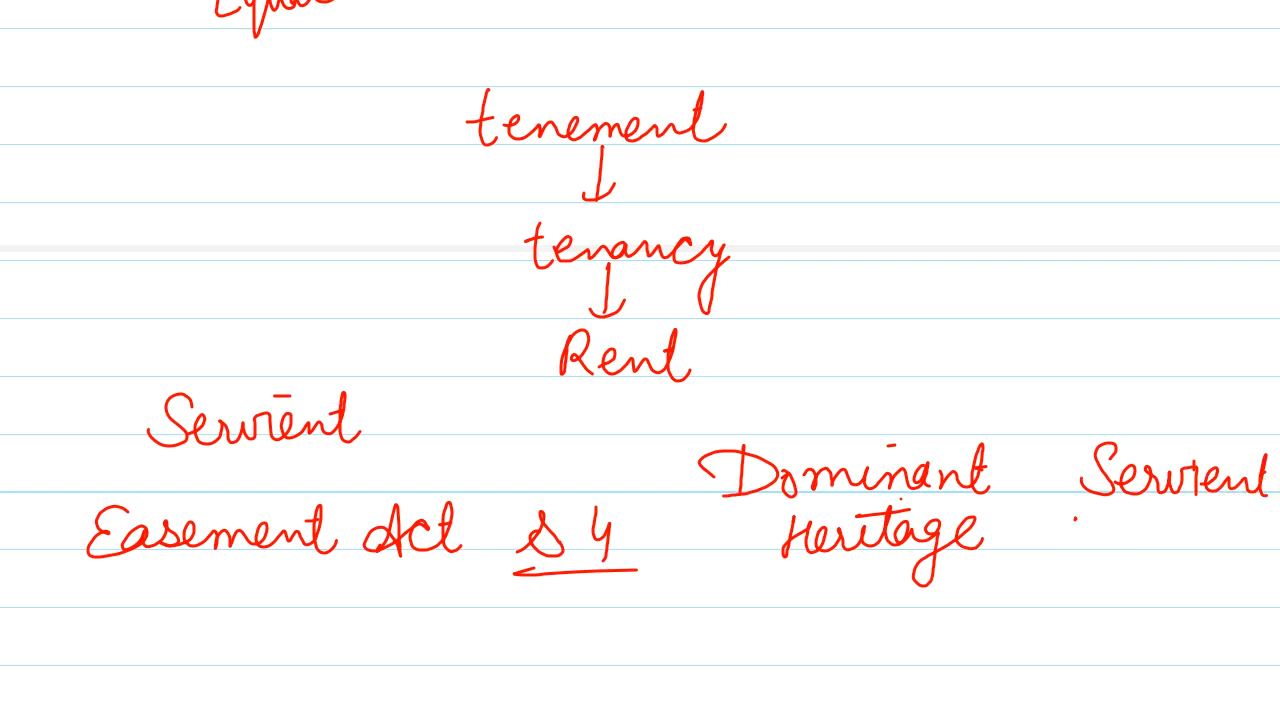 tenement
tenancy
Rent
Servient
Dominant Servient
Easement Act S 4 Heritage